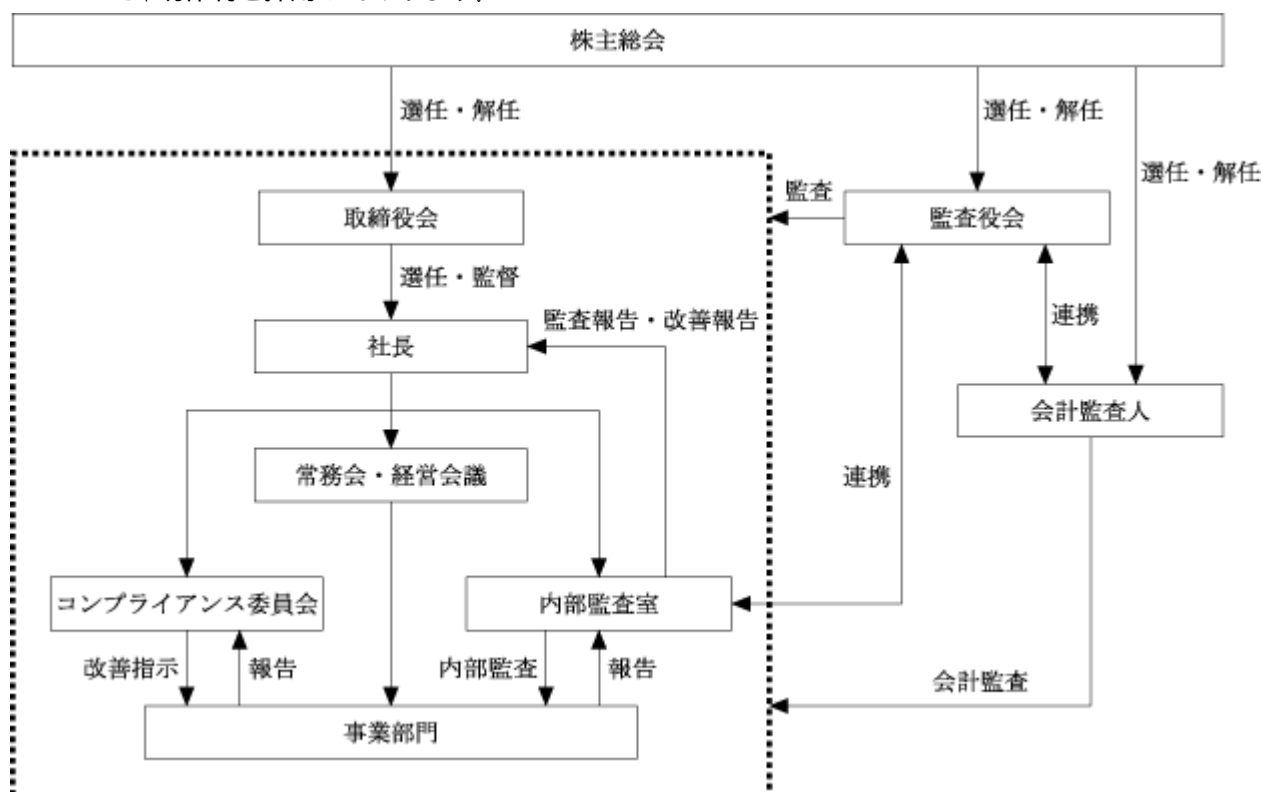 株主総会
選任・解任
選任・解任
選任・解任
取締役会
監査
監査役会
選任・監督
監査報告・改善報告
連携
社長
会計監査人
常務会・経営会議
連携
コンプライアンス委員会
内部監査室
改善指示
報告
内部監査
報告
会計監査
事業部門